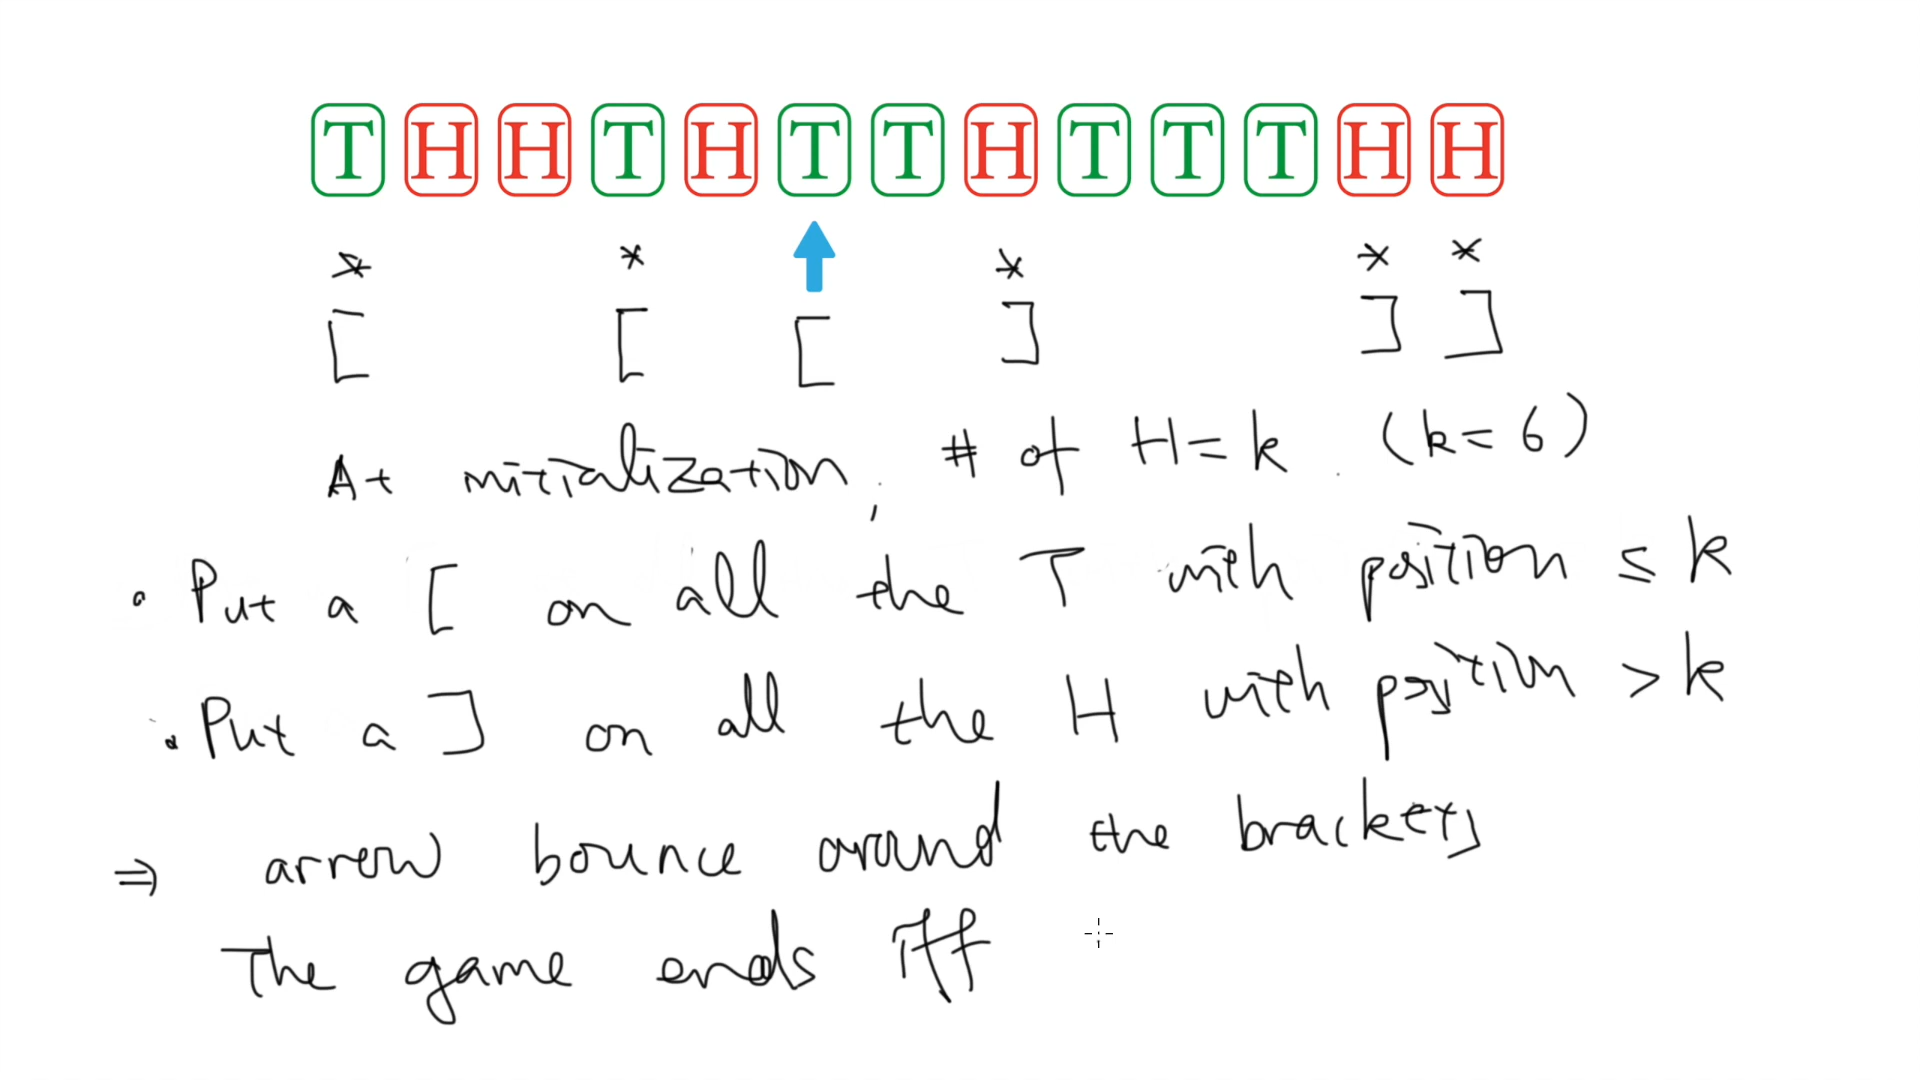 T H H T H T T H T T T H H
* * * * *
[ [ [ ] ] ]
At initialization, # of H = k. (k = 6)
• Put a [ on all the T with position ≤ k
• Put a ] on all the H with position > k
⇒ arrow bounce around the brackets
The game ends iff